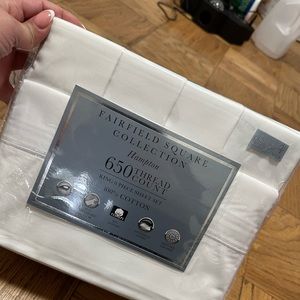 FAIRFIELD SQUARE
COLLECTION
Hampton
650 THREAD
COUNT
KING 6 PIECE SHEET SET
100% COTTON